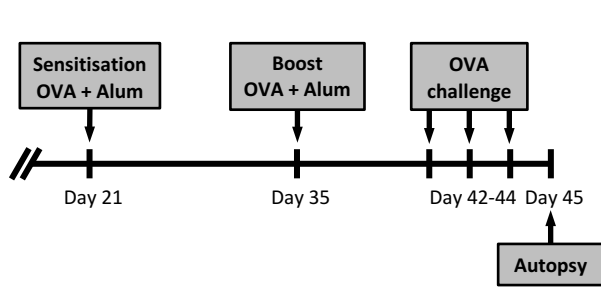 Sensitisation
OVA + Alum
Boost
OVA + Alum
OVA
challenge
Day 21
Day 35
Day 42-44
Day 45
Autopsy